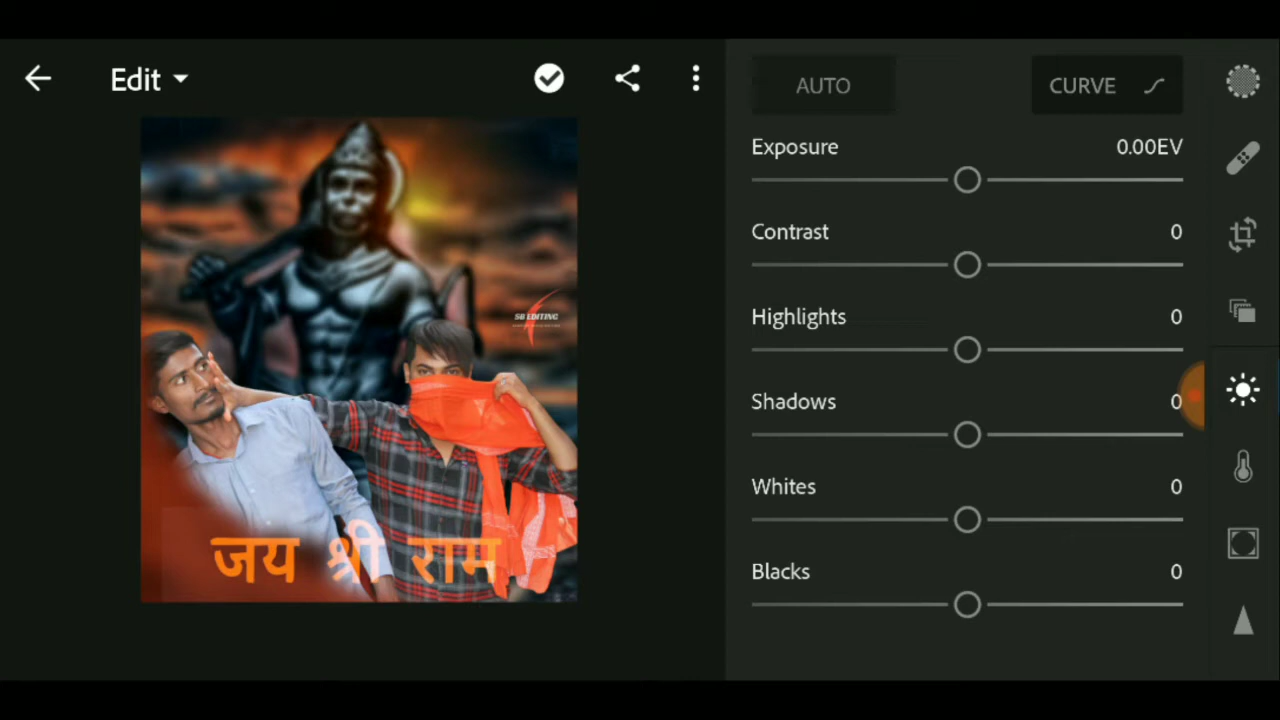 Edit
AUTO
CURVE
Exposure
0.00EV
Contrast
0
Highlights
0
Shadows
0
Whites
0
Blacks
0
SB EDITING
जय श्री राम